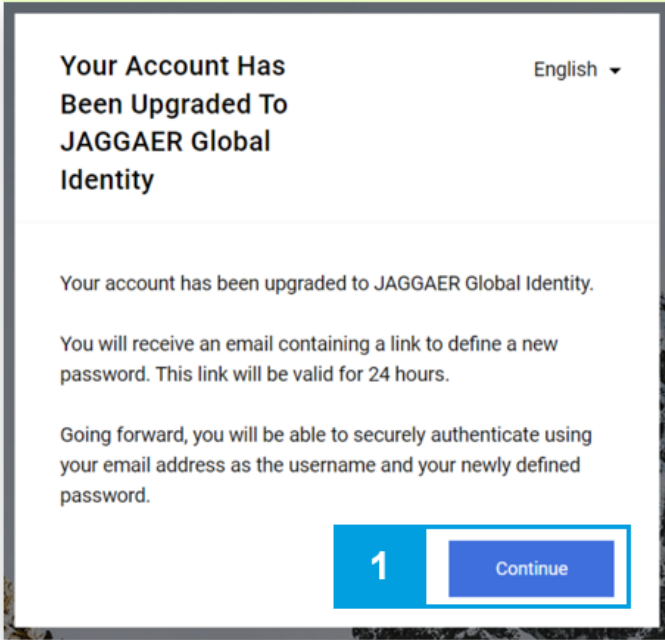 Your Account Has
Been Upgraded To
JAGGAER Global
Identity
English
Your account has been upgraded to JAGGAER Global Identity.
You will receive an email containing a link to define a new
password. This link will be valid for 24 hours.
Going forward, you will be able to securely authenticate using
your email address as the username and your newly defined
password.
1
Continue